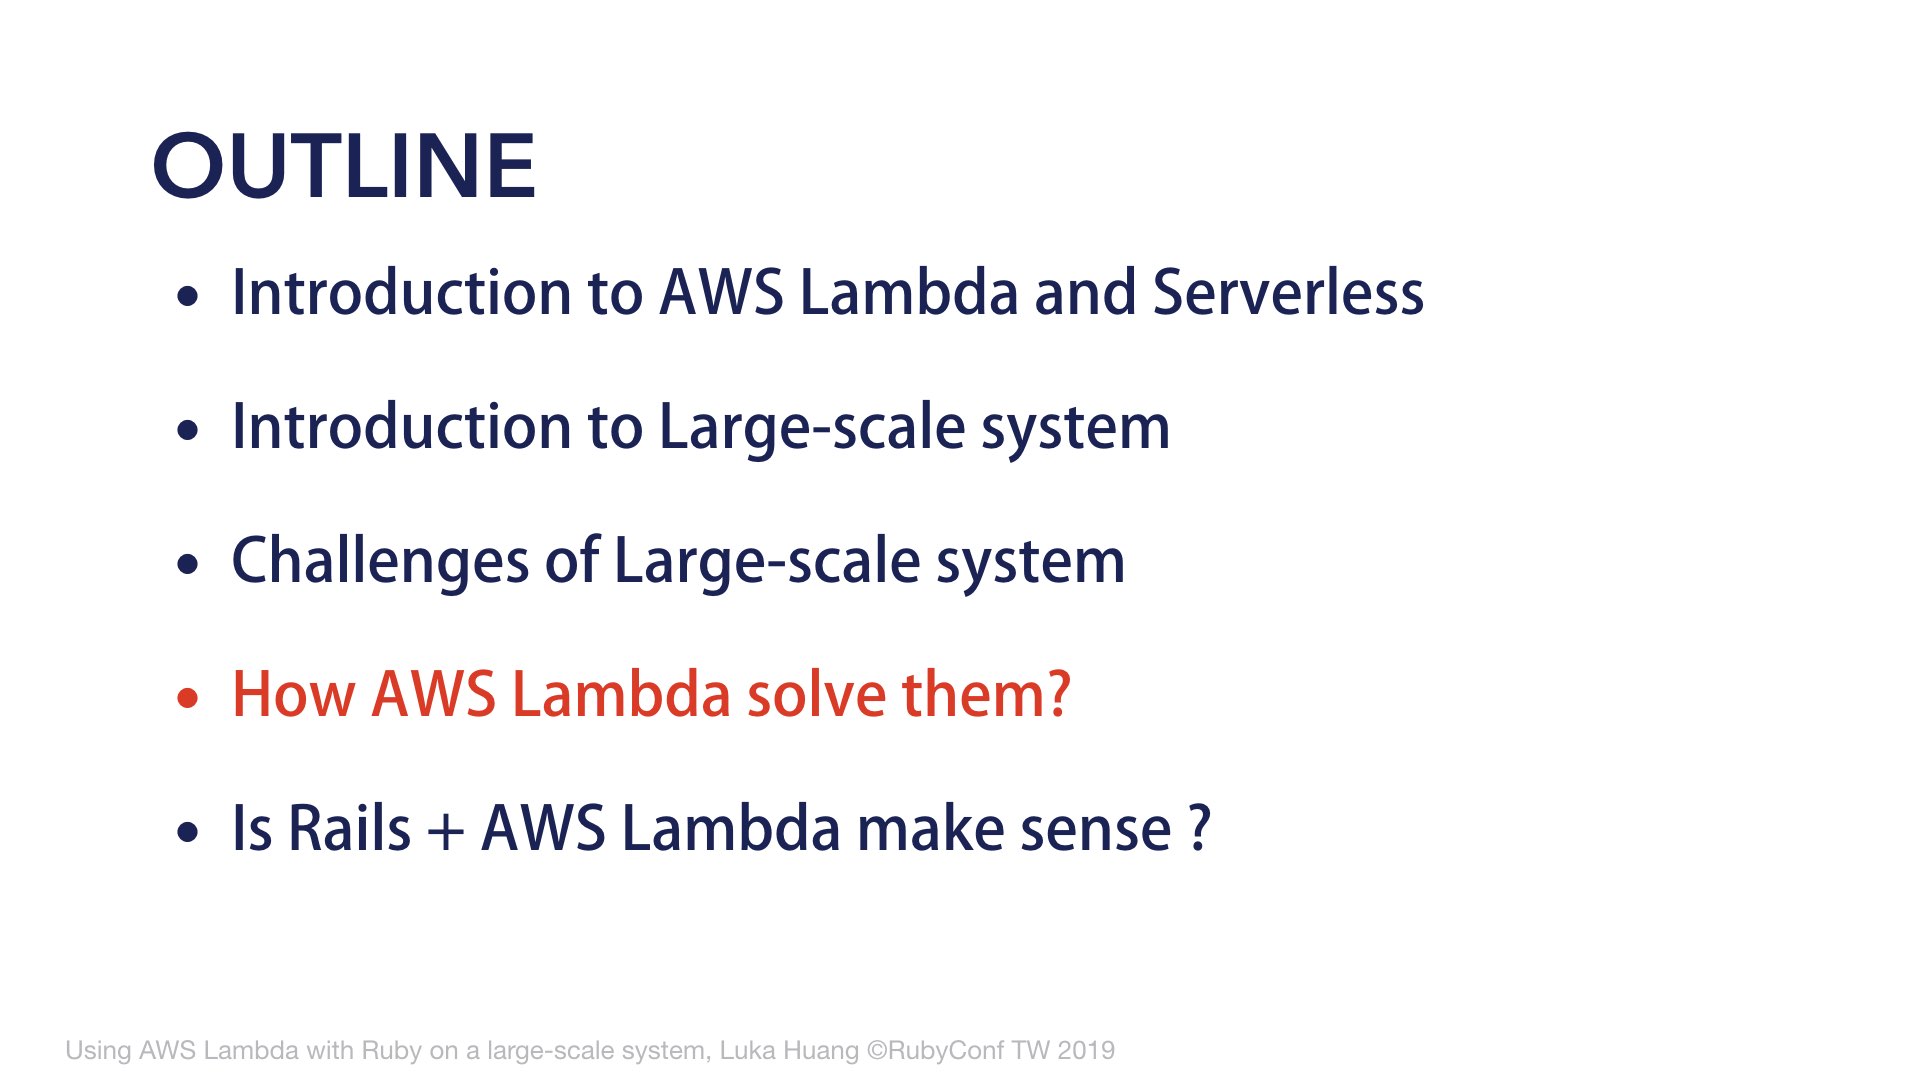 OUTLINE
• Introduction to AWS Lambda and Serverless
• Introduction to Large-scale system
• Challenges of Large-scale system
• How AWS Lambda solve them?
• Is Rails + AWS Lambda make sense ?
Using AWS Lambda with Ruby on a large-scale system, Luka Huang ©RubyConf TW 2019